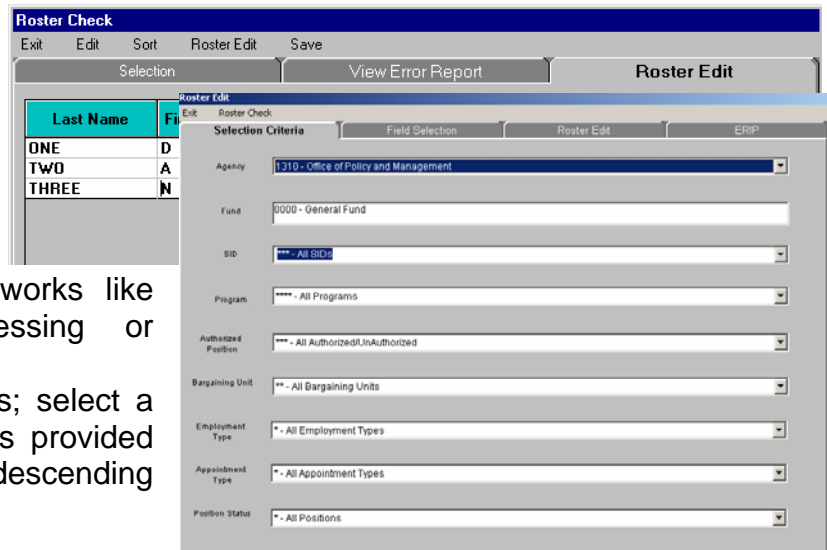 Roster Check
Exit Edit Sort Roster Edit Save
Selection View Error Report Roster Edit
Last Name
ONE D
TWO A
THREE N
Roster Edit
Exit Roster Check
Selection Criteria Field Selection Roster Edit ERIP
Agency 1310 - Office of Policy and Management
Fund 0000 - General Fund
SID *** - All SIDs
Program **** - All Programs
Authorized Position *** - All Authorized/UnAuthorized
Bargaining Unit ** - All Bargaining Units
Employment Type * - All Employment Types
Appointment Type * - All Appointment Types
Position Status * - All Positions
works like
essing or
s; select a
s provided
descending